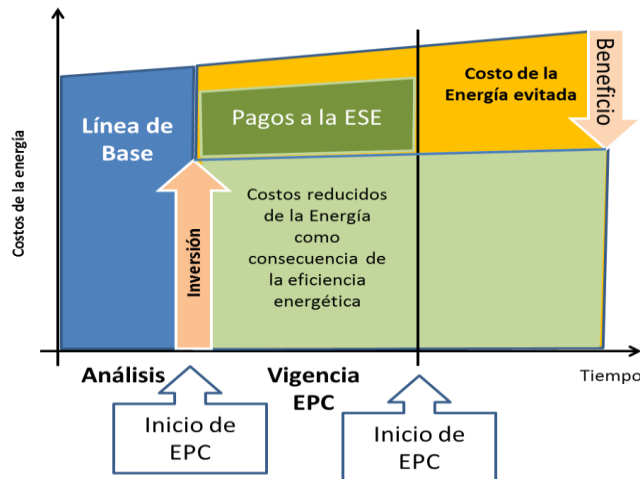 Costos de la energía
Línea de
Base
Pagos a la ESE
Costo de la
Energía evitada
Beneficio
Inversión
Costos reducidos
de la Energía
como
consecuencia de
la eficiencia
energética
Análisis
Vigencia
EPC
Tiempo
Inicio de
EPC
Inicio de
EPC